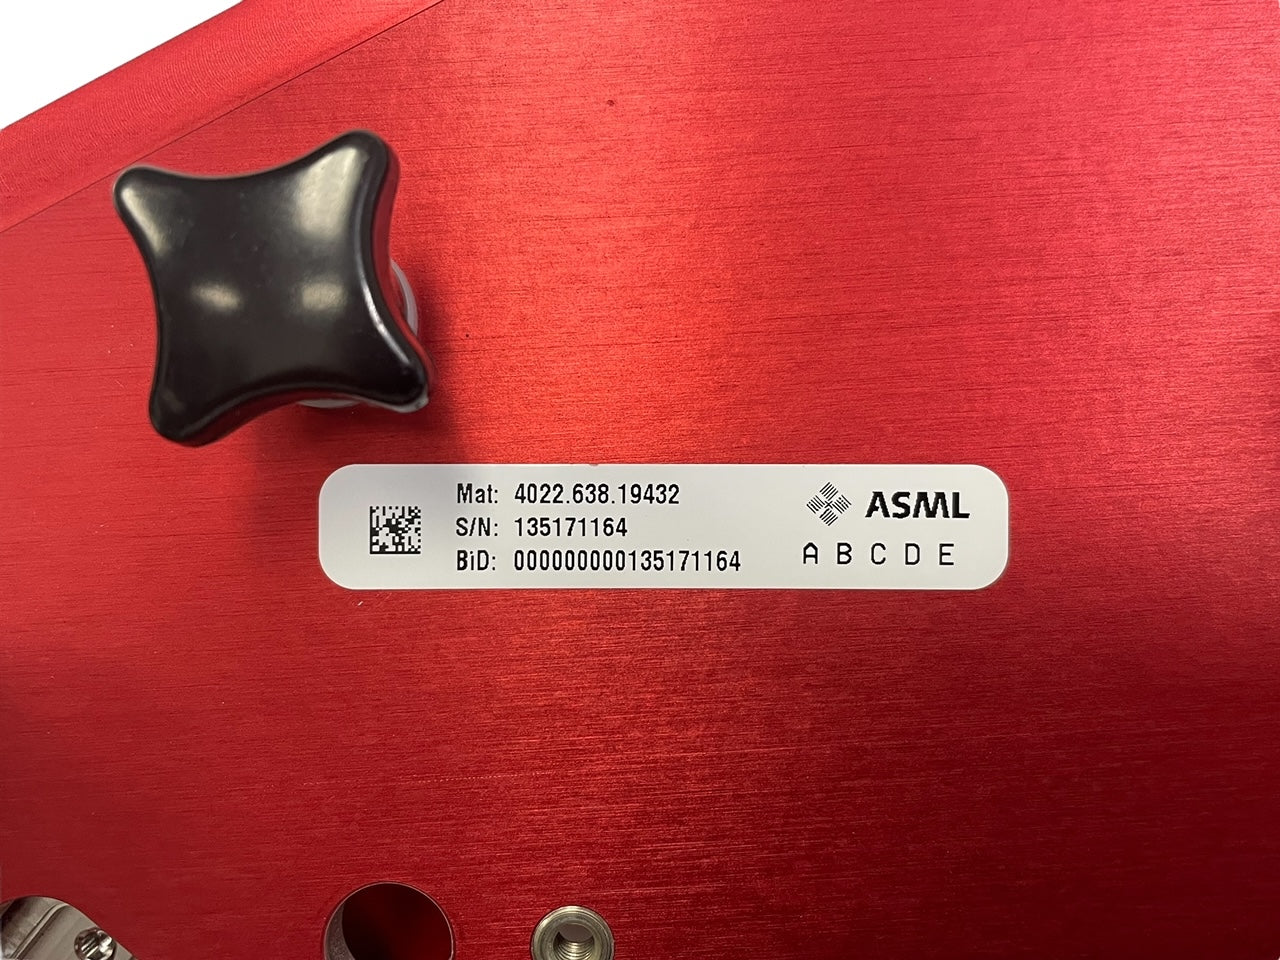 Mat: 4022.638.19432
S/N: 135171164
BiD: 000000000135171164
ASML
A B C D E